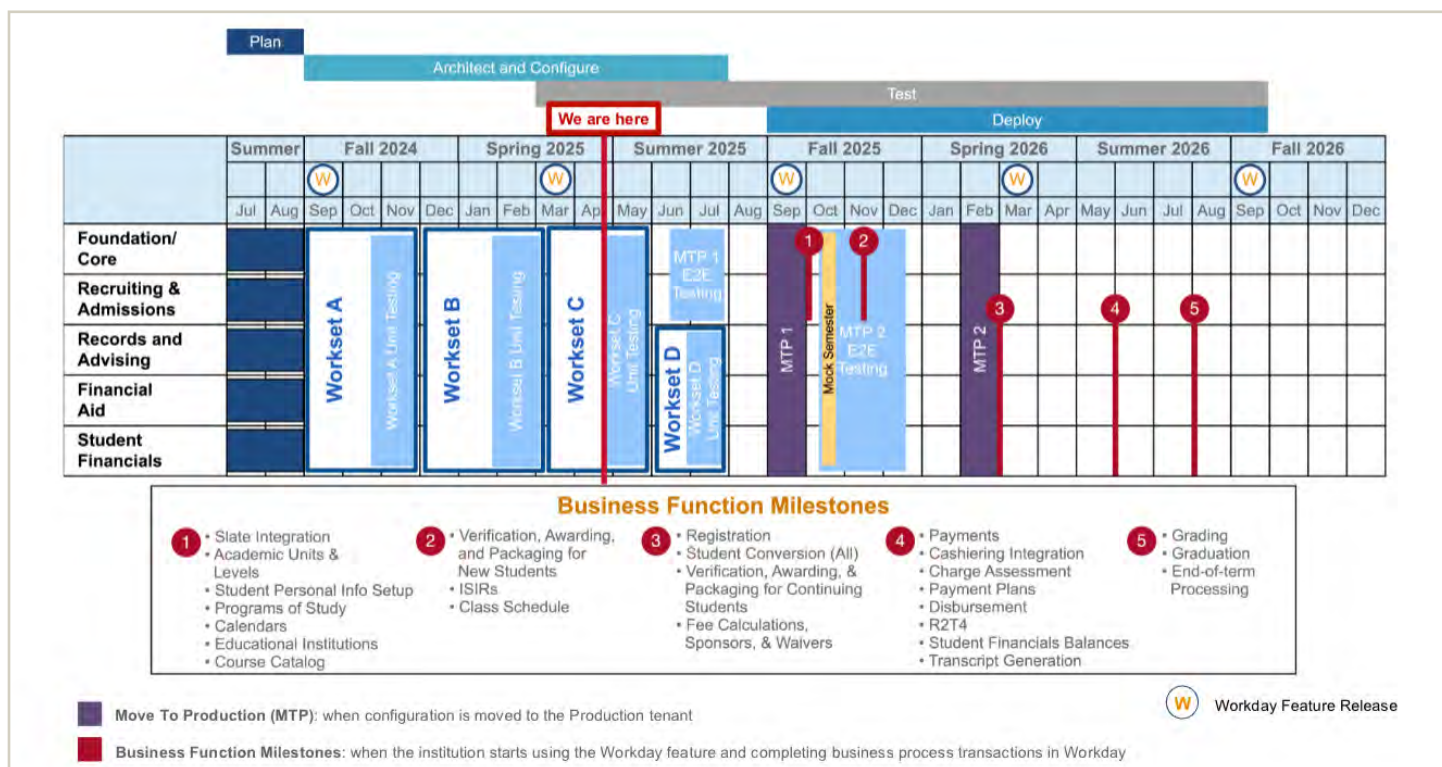 Plan
Architect and Configure
Test
We are here
Deploy
Summer Fall 2024 Spring 2025 Summer 2025 Fall 2025 Spring 2026 Summer 2026 Fall 2026
W W W W W
Jul Aug Sep Oct Nov Dec Jan Feb Mar Apr May Jun Jul Aug Sep Oct Nov Dec Jan Feb Mar Apr May Jun Jul Aug Sep Oct Nov Dec
Foundation/
Core
Recruiting &
Admissions
Records and
Advising
Financial
Aid
Student
Financials
Workset A
Workset A Unit Testing
Workset B
Workset B Unit Testing
Workset C
Workset C
Unit Testing
MTP 1
E2E
Testing
Workset D
Workset D
Unit Testing
MTP 1
1
Mock Semester
2
MTP 2
E2E
Testing
MTP 2
3
4
5
Business Function Milestones
1
• Slate Integration
• Academic Units &
Levels
• Student Personal Info Setup
• Programs of Study
• Calendars
• Educational Institutions
• Course Catalog
2
• Verification, Awarding,
and Packaging for
New Students
• ISIRs
• Class Schedule
3
• Registration
• Student Conversion (All)
• Verification, Awarding, &
Packaging for Continuing
Students
• Fee Calculations,
Sponsors, & Waivers
4
• Payments
• Cashiering Integration
• Charge Assessment
• Payment Plans
• Disbursement
• R2T4
• Student Financials Balances
• Transcript Generation
5
• Grading
• Graduation
• End-of-term
Processing
Move To Production (MTP): when configuration is moved to the Production tenant
W Workday Feature Release
Business Function Milestones: when the institution starts using the Workday feature and completing business process transactions in Workday